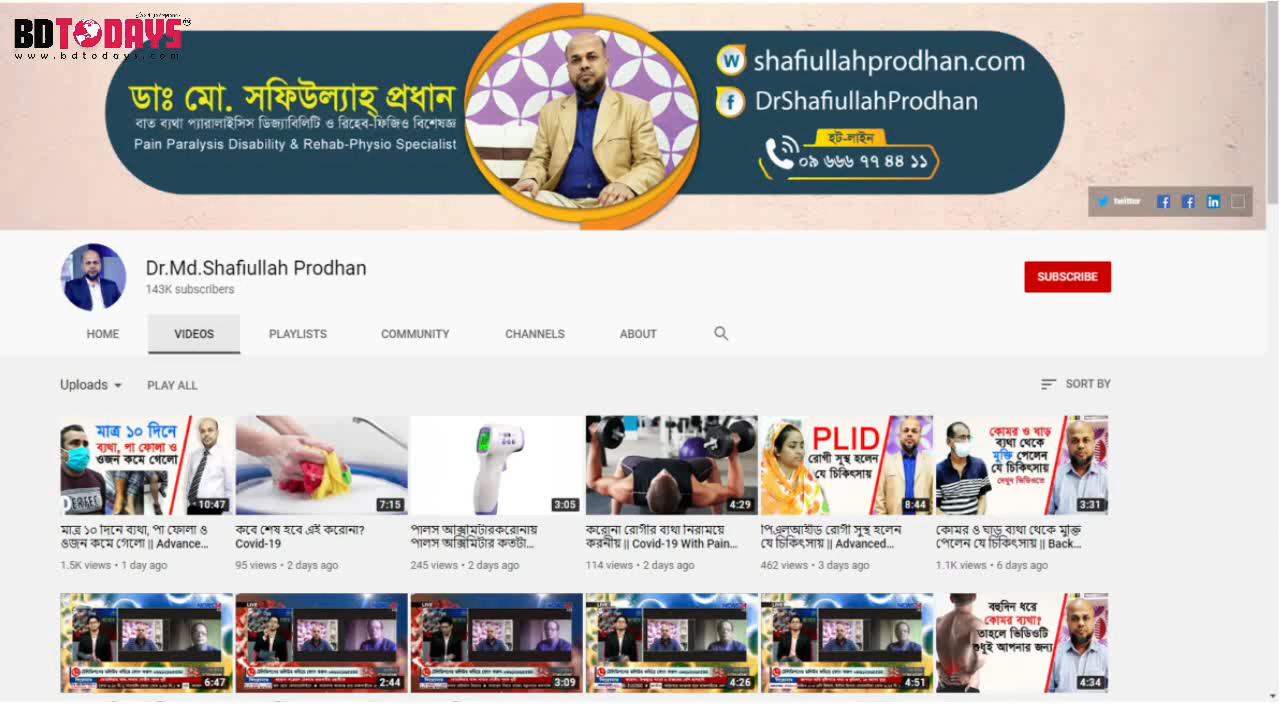 BDTODAYS
www.bdtodays.com
ডাঃ মো. সফিউল্যাহ্ প্রধান
বাত ব্যথা প্যারালাইসিস ডিজ্যাবিলিটি ও রিহেব-ফিজিও বিশেষজ্ঞ
Pain Paralysis Disability & Rehab-Physio Specialist
shafiullahprodhan.com
DrShafiullahProdhan
হট-লাইন
০৯ ৬৬৬ ৭৭ ৪৪ ১১
twitter
Dr.Md.Shafiullah Prodhan
143K subscribers
SUBSCRIBE
HOME VIDEOS PLAYLISTS COMMUNITY CHANNELS ABOUT
Uploads PLAY ALL SORT BY
মাত্র ১০ দিনে
ব্যথা, পা ফোলা ও
ওজন কমে গেলো
10:47
7:15
3:05
4:29
PLID
রোগী সুস্থ হলেন
যে চিকিৎসায়
8:44
কোমর ও ঘাড়
ব্যথা থেকে
মুক্তি পেলেন
যে চিকিৎসায়
দেখুন ভিডিওতে
3:31
মাত্র ১০ দিনে ব্যথা, পা ফোলা ও
ওজন কমে গেলো || Advance...
1.5K views • 1 day ago
কবে শেষ হবে এই করোনা?
Covid-19
95 views • 2 days ago
পালস অক্সিমিটারকরোনায়
পালস অক্সিমিটার কতটা...
245 views • 2 days ago
করোনা রোগীর ব্যথা নিরাময়ে
করনীয় || Covid-19 With Pain...
114 views • 2 days ago
পিএলআইডি রোগী সুস্থ হলেন
যে চিকিৎসায় || Advanced...
462 views • 3 days ago
কোমর ও ঘাড় ব্যথা থেকে মুক্তি
পেলেন যে চিকিৎসায় || Back...
1.1K views • 6 days ago
6:47
LIVE
2:44
LIVE
3:09
LIVE
4:26
LIVE
4:51
বহুদিন ধরে
কোমর ব্যথা?
তাহলে ভিডিওটি
শুধুই আপনার জন্য
4:34